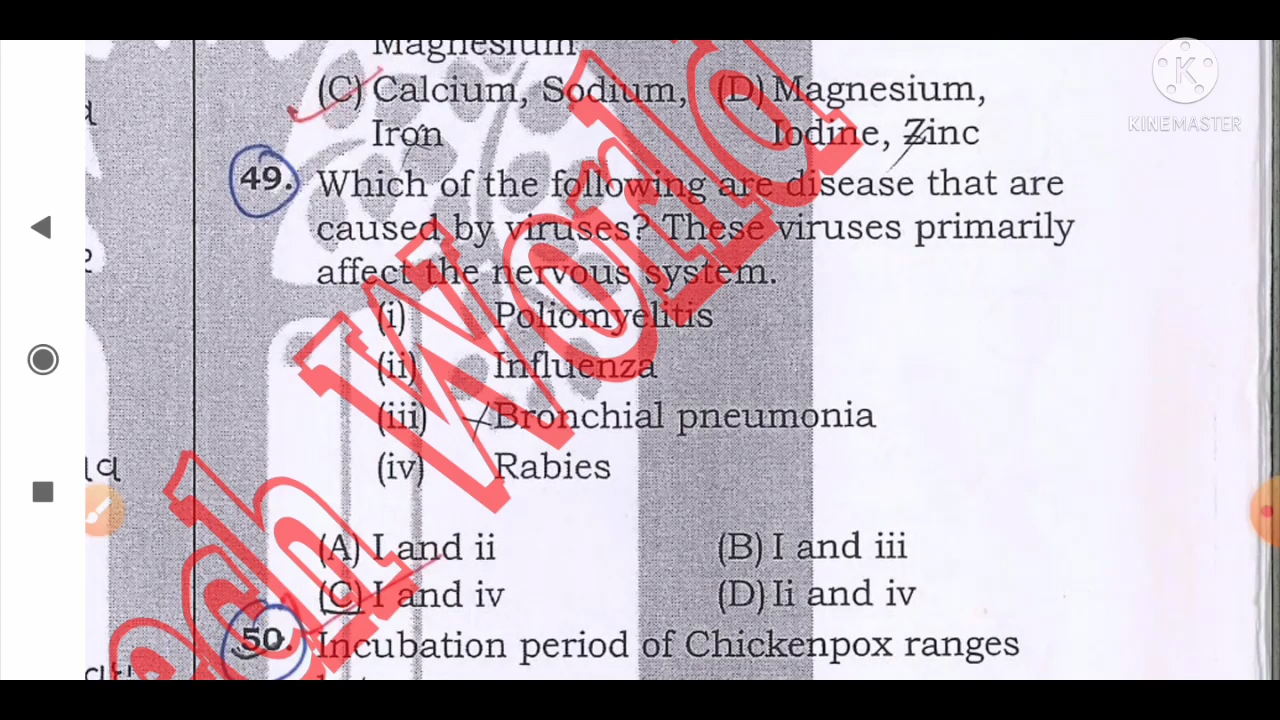 Magnesium
(C) Calcium, Sodium, (D) Magnesium,
Iron Iodine, Zinc
49. Which of the following are disease that are
caused by viruses? These viruses primarily
affect the nervous system.
(i) Poliomyelitis
(ii) Influenza
(iii) Bronchial pneumonia
(iv) Rabies
(A) I and ii (B) I and iii
(C) I and iv (D) Ii and iv
50. Incubation period of Chickenpox ranges
World
K
KINEMASTER